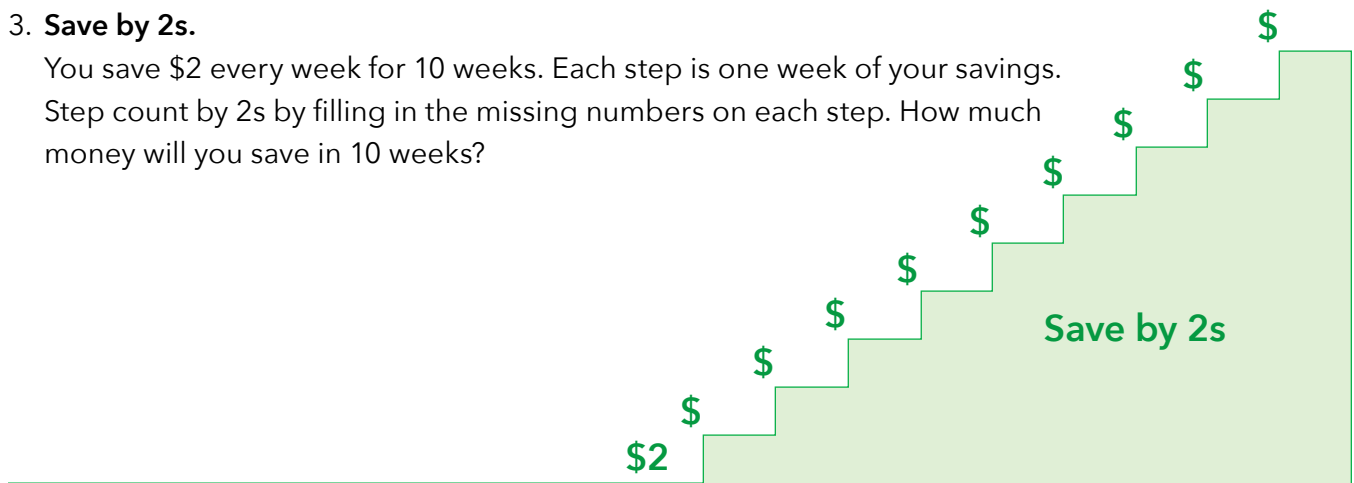 3. Save by 2s.
You save $2 every week for 10 weeks. Each step is one week of your savings.
Step count by 2s by filling in the missing numbers on each step. How much
money will you save in 10 weeks?
$
$
$
$
$
$
$
$
$
$2
Save by 2s